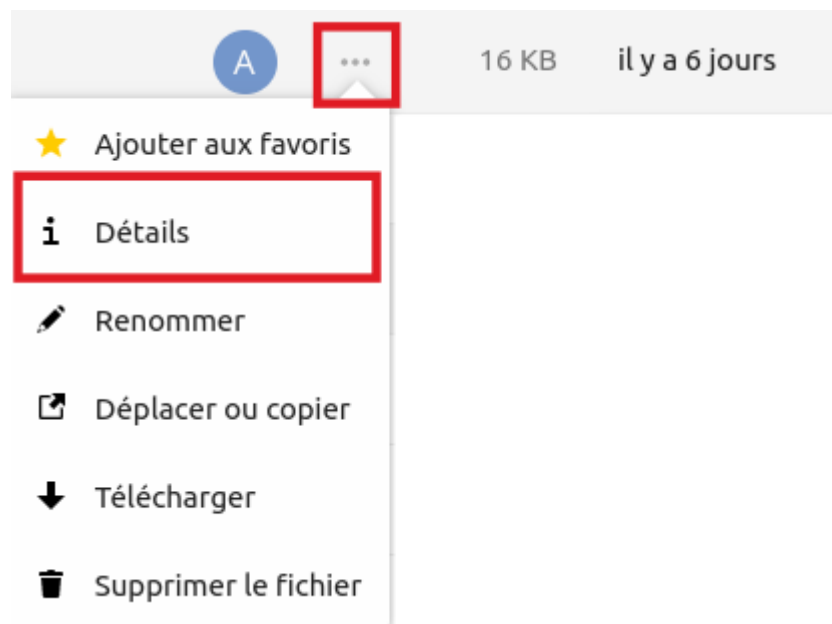 A ··· 16 KB il y a 6 jours
Ajouter aux favoris
Détails
Renommer
Déplacer ou copier
Télécharger
Supprimer le fichier